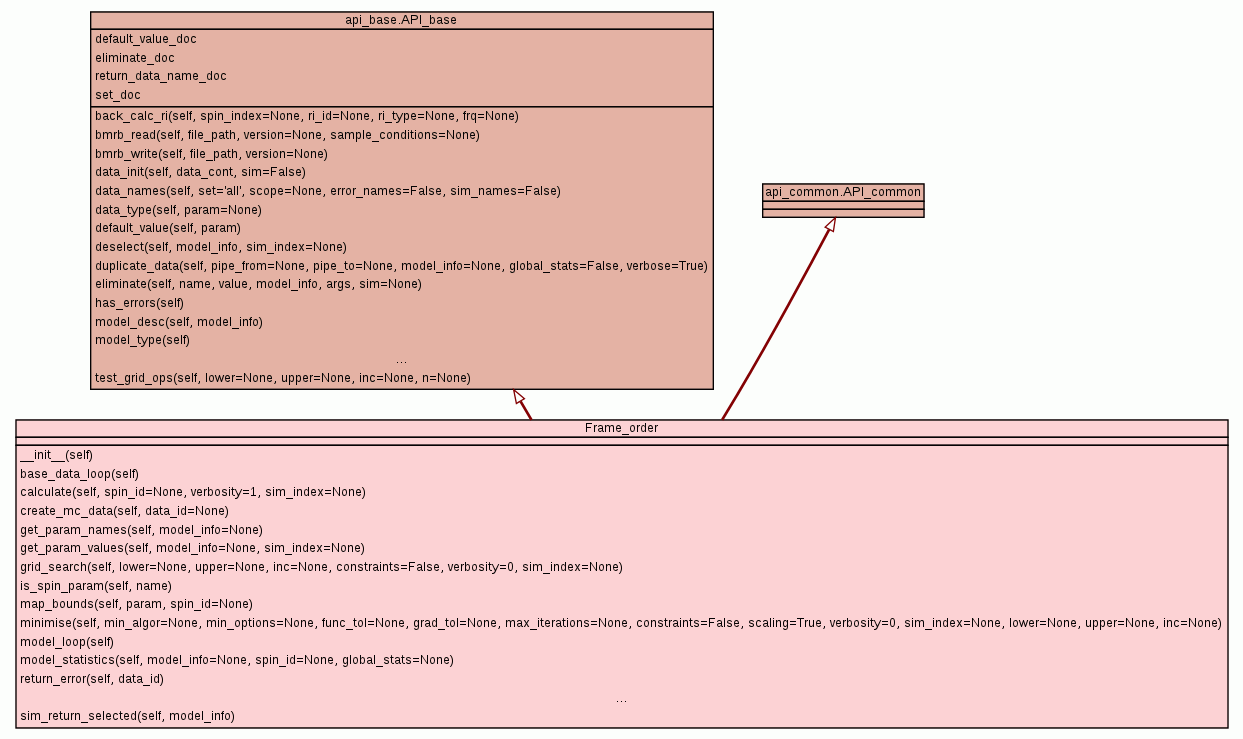 api_base.API_base
default_value_doc
eliminate_doc
return_data_name_doc
set_doc
back_calc_ri(self, spin_index=None, ri_id=None, ri_type=None, frq=None)
bmrb_read(self, file_path, version=None, sample_conditions=None)
bmrb_write(self, file_path, version=None)
data_init(self, data_cont, sim=False)
data_names(self, set='all', scope=None, error_names=False, sim_names=False)
data_type(self, param=None)
default_value(self, param)
deselect(self, model_info, sim_index=None)
duplicate_data(self, pipe_from=None, pipe_to=None, model_info=None, global_stats=False, verbose=True)
eliminate(self, name, value, model_info, args, sim=None)
has_errors(self)
model_desc(self, model_info)
model_type(self)
...
test_grid_ops(self, lower=None, upper=None, inc=None, n=None)
api_common.API_common
Frame_order
__init__(self)
base_data_loop(self)
calculate(self, spin_id=None, verbosity=1, sim_index=None)
create_mc_data(self, data_id=None)
get_param_names(self, model_info=None)
get_param_values(self, model_info=None, sim_index=None)
grid_search(self, lower=None, upper=None, inc=None, constraints=False, verbosity=0, sim_index=None)
is_spin_param(self, name)
map_bounds(self, param, spin_id=None)
minimise(self, min_algor=None, min_options=None, func_tol=None, grad_tol=None, max_iterations=None, constraints=False, scaling=True, verbosity=0, sim_index=None, lower=None, upper=None, inc=None)
model_loop(self)
model_statistics(self, model_info=None, spin_id=None, global_stats=None)
return_error(self, data_id)
...
sim_return_selected(self, model_info)